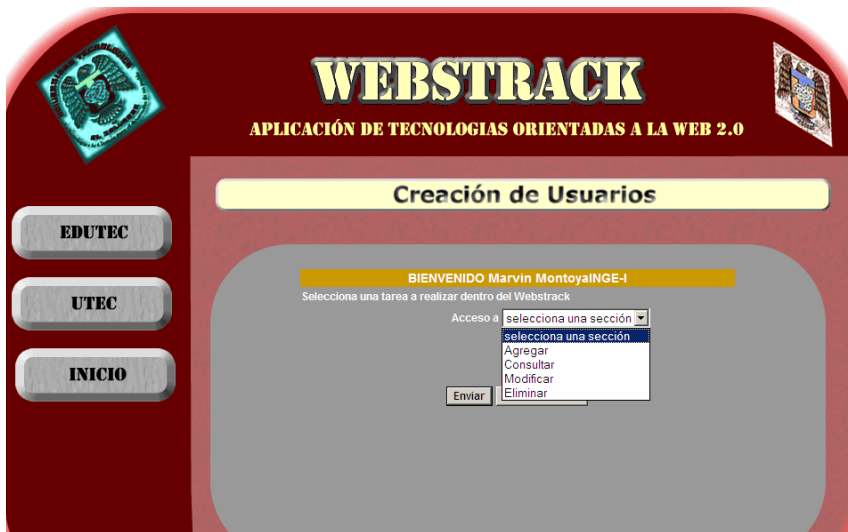 WEBSTRACK
APLICACIÓN DE TECNOLOGIAS ORIENTADAS A LA WEB 2.0
Creación de Usuarios
EDUTEC
UTEC
INICIO
BIENVENIDO Marvin MontoyaINGE-I
Selecciona una tarea a realizar dentro del Webstrack
Acceso a selecciona una sección
selecciona una sección
Agregar
Consultar
Modificar
Eliminar
Enviar